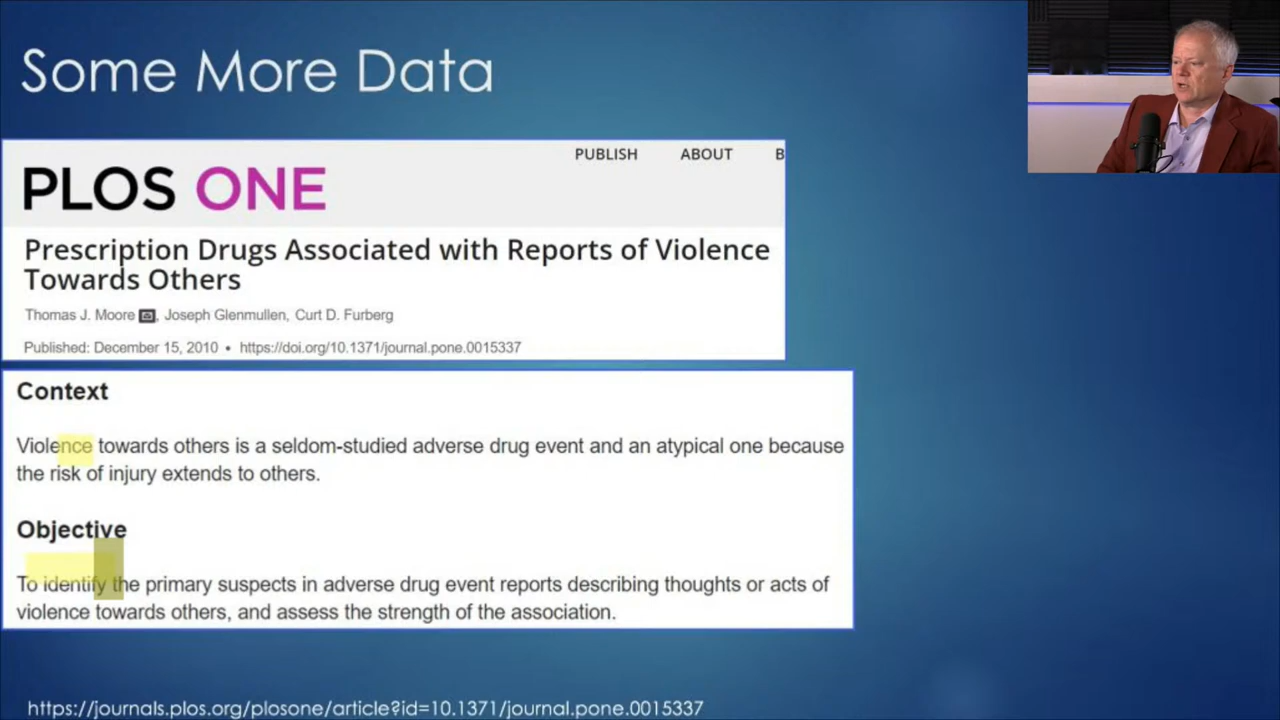 Some More Data
PUBLISH ABOUT B
PLOS ONE
Prescription Drugs Associated with Reports of Violence
Towards Others
Thomas J. Moore , Joseph Glenmullen, Curt D. Furberg
Published: December 15, 2010 • https://doi.org/10.1371/journal.pone.0015337
Context
Violence towards others is a seldom-studied adverse drug event and an atypical one because
the risk of injury extends to others.
Objective
To identify the primary suspects in adverse drug event reports describing thoughts or acts of
violence towards others, and assess the strength of the association.
https://journals.plos.org/plosone/article?id=10.1371/journal.pone.0015337